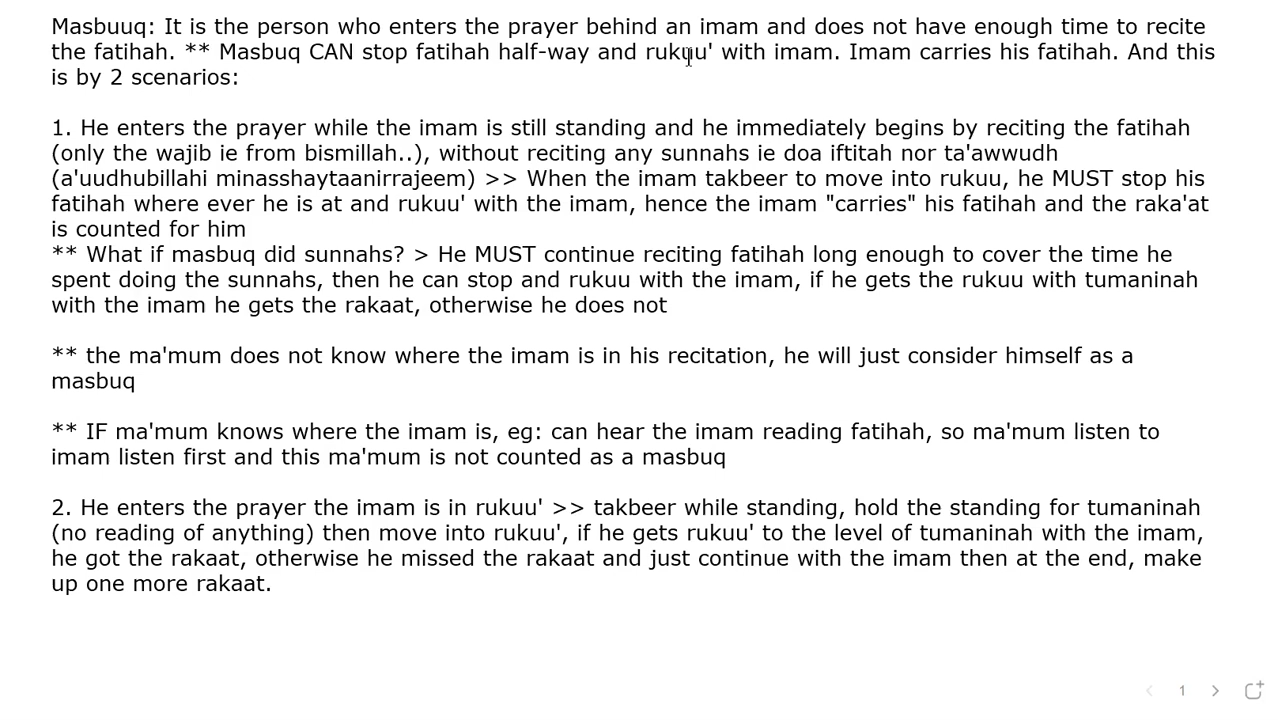 Masbuuq: It is the person who enters the prayer behind an imam and does not have enough time to recite
the fatihah. ** Masbuq CAN stop fatihah half-way and rukuu' with imam. Imam carries his fatihah. And this
is by 2 scenarios:

1. He enters the prayer while the imam is still standing and he immediately begins by reciting the fatihah
(only the wajib ie from bismillah..), without reciting any sunnahs ie doa iftitah nor ta'awwudh
(a'uudhubillahi minasshaytaanirrajeem) >> When the imam takbeer to move into rukuu, he MUST stop his
fatihah where ever he is at and rukuu' with the imam, hence the imam "carries" his fatihah and the raka'at
is counted for him
** What if masbuq did sunnahs? > He MUST continue reciting fatihah long enough to cover the time he
spent doing the sunnahs, then he can stop and rukuu with the imam, if he gets the rukuu with tumaninah
with the imam he gets the rakaat, otherwise he does not

** the ma'mum does not know where the imam is in his recitation, he will just consider himself as a
masbuq

** IF ma'mum knows where the imam is, eg: can hear the imam reading fatihah, so ma'mum listen to
imam listen first and this ma'mum is not counted as a masbuq

2. He enters the prayer the imam is in rukuu' >> takbeer while standing, hold the standing for tumaninah
(no reading of anything) then move into rukuu', if he gets rukuu' to the level of tumaninah with the imam,
he got the rakaat, otherwise he missed the rakaat and just continue with the imam then at the end, make
up one more rakaat.

1